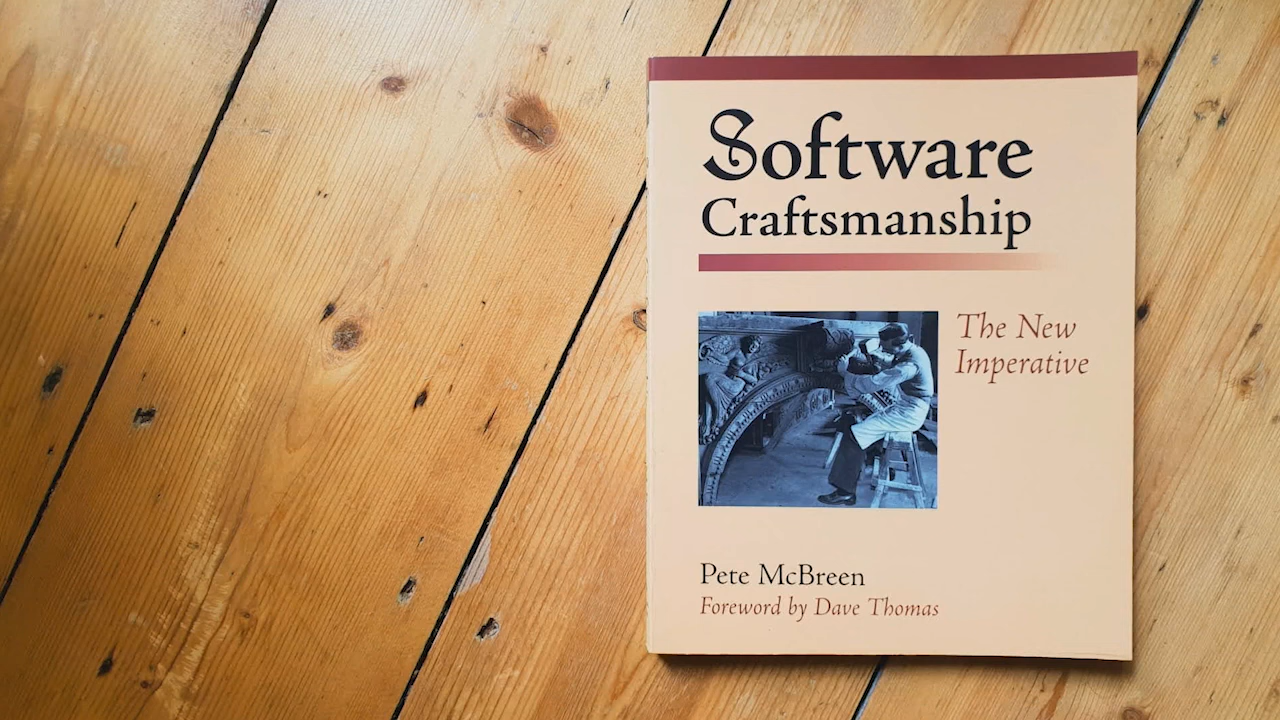 Software
Craftsmanship
The New
Imperative
Pete McBreen
Foreword by Dave Thomas